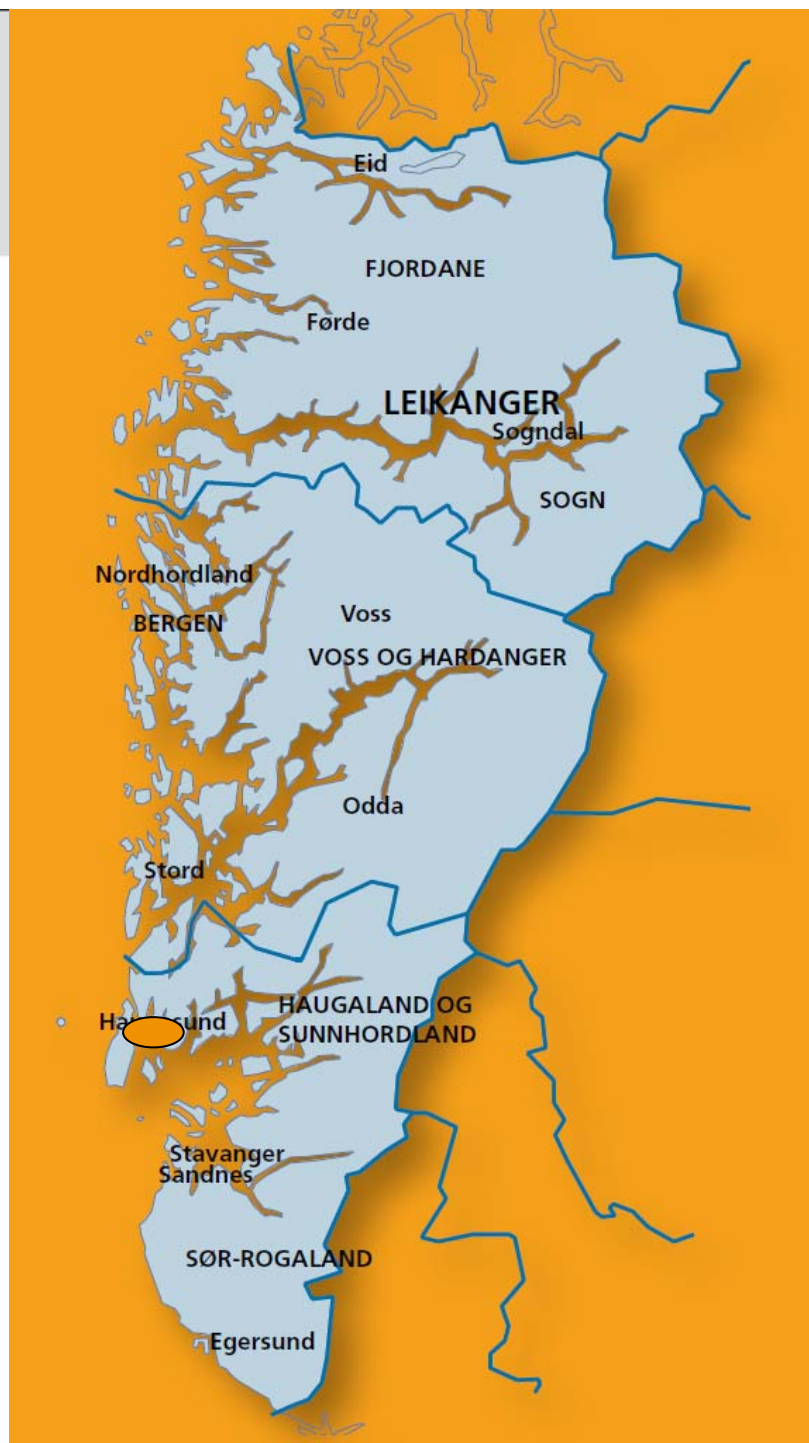 Eid
FJORDANE
Førde
LEIKANGER
Sogndal
SOGN
Nordhordland
BERGEN
Voss
VOSS OG HARDANGER
Odda
Stord
HAUGALAND OG
SUNNHORDLAND
Stavanger
Sandnes
SØR-ROGALAND
Egersund